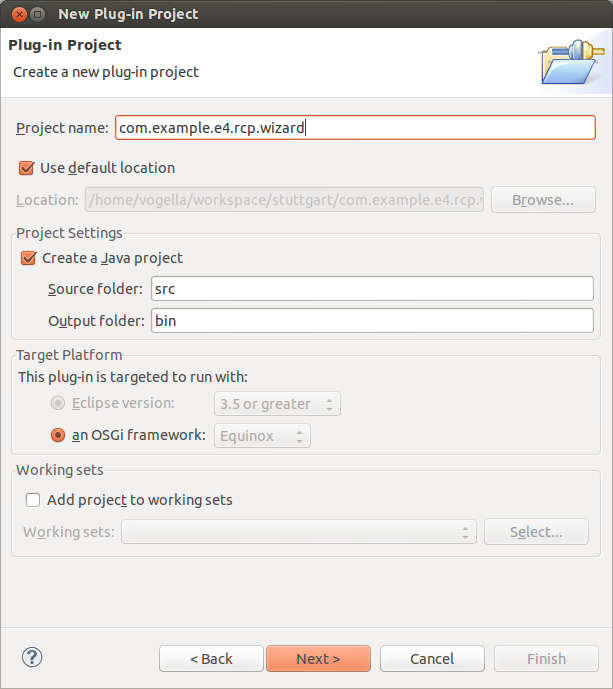 New Plug-in Project
Plug-in Project
Create a new plug-in project
Project name: com.example.e4.rcp.wizard
Use default location
Location: /home/vogella/workspace/stuttgart/com.example.e4.rcp. Browse...
Project Settings
Create a Java project
Source folder: src
Output folder: bin
Target Platform
This plug-in is targeted to run with:
Eclipse version: 3.5 or greater
an OSGi framework: Equinox
Working sets
Add project to working sets
Working sets: Select...
? < Back Next > Cancel Finish